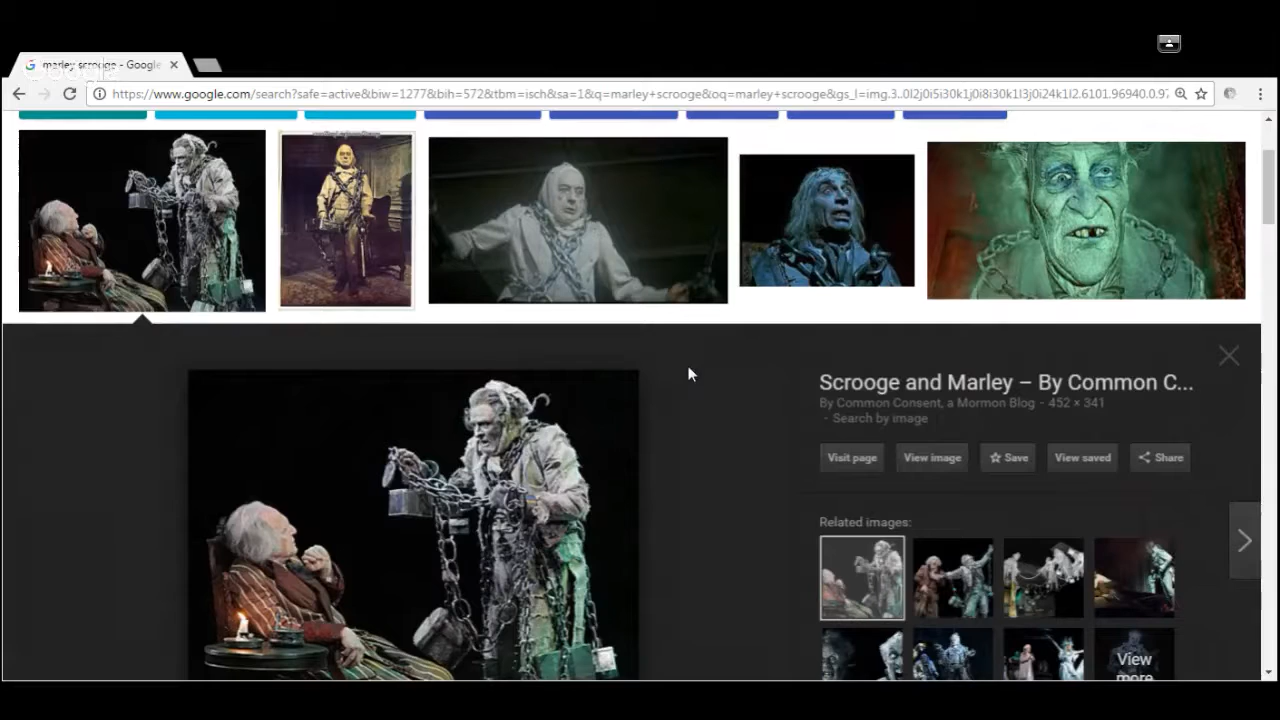 marley scrooge - Google
Google
https://www.google.com/search?safe=active&biw=1277&bih=572&tbm=isch&sa=1&q=marley+scrooge&oq=marley+scrooge&gs_l=img.3..0l2j0i5i30k1j0i8i30k1l3j0i24k1l2.6101.96940.0.97
Scrooge and Marley – By Common C...
By Common Consent, a Mormon Blog - 452 × 341
- Search by image
Visit page View image Save View saved Share
Related images:
View
more